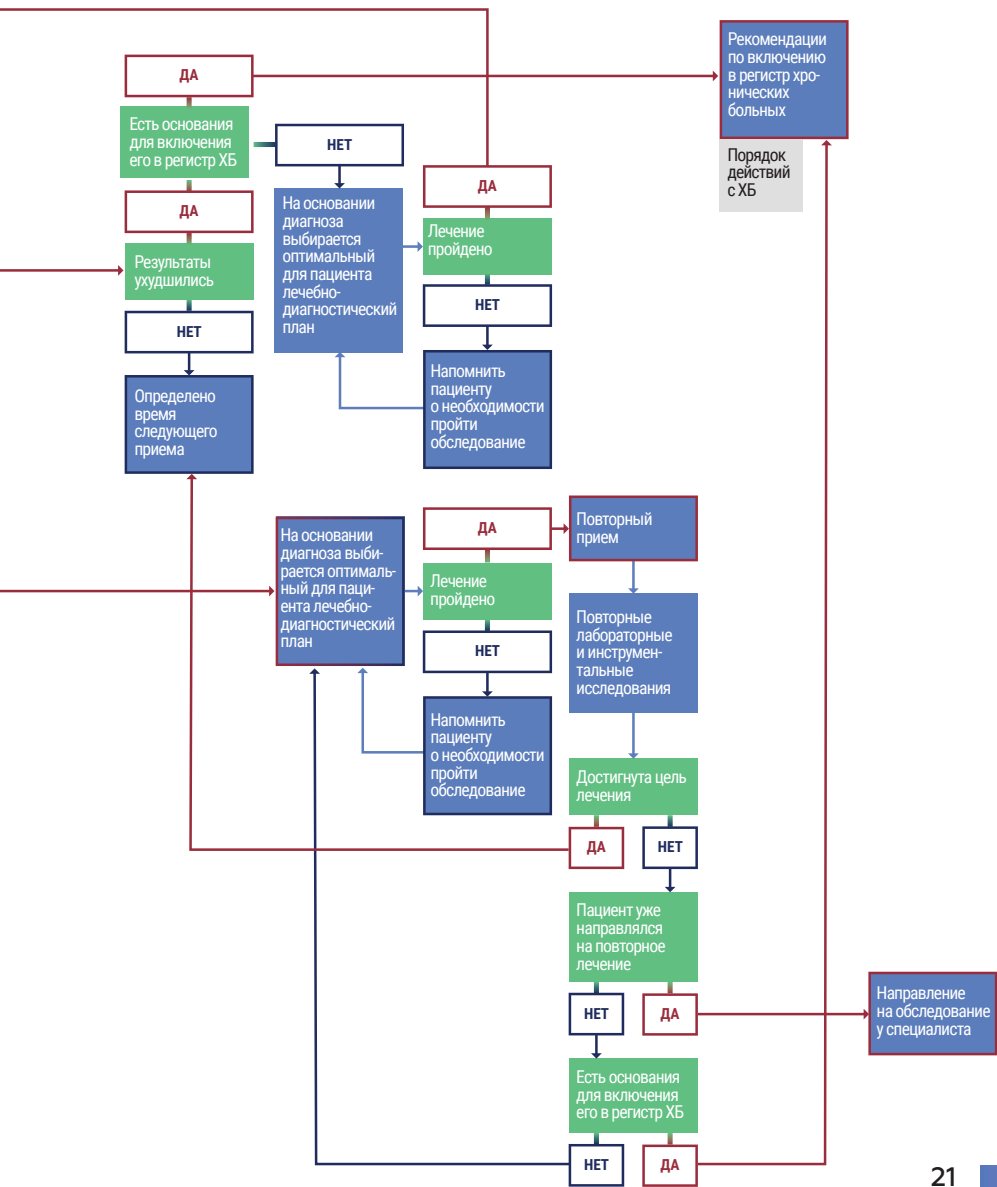 Рекомендации
по включению
в регистр хро-
нических
больных
Порядок
действий
с ХБ
ДА
Есть основания
для включения
его в регистр ХБ
НЕТ
ДА
Результаты
ухудшились
НЕТ
Определено
время
следующего
приема
На основании
диагноза
выбирается
оптимальный
для пациента
лечебно-
диагностический
план
ДА
Лечение
пройдено
НЕТ
Напомнить
пациенту
о необходимости
пройти
обследование
На основании
диагноза выби-
рается оптималь-
ный для паци-
ента лечебно-
диагностический
план
ДА
Лечение
пройдено
НЕТ
Напомнить
пациенту
о необходимости
пройти
обследование
Повторный
прием
Повторные
лабораторные
и инструмен-
тальные
исследования
Достигнута цель
лечения
ДА
НЕТ
Пациент уже
направлялся
на повторное
лечение
НЕТ
ДА
Направление
на обследование
у специалиста
Есть основания
для включения
его в регистр ХБ
НЕТ
ДА
21